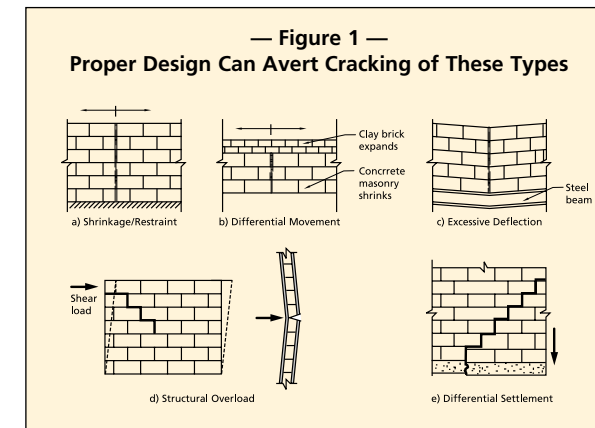 — Figure 1 —
Proper Design Can Avert Cracking of These Types
Clay brick
expands
Concrrete
masonry
shrinks
Steel
beam
a) Shrinkage/Restraint
b) Differential Movement
c) Excessive Deflection
Shear
load
d) Structural Overload
e) Differential Settlement